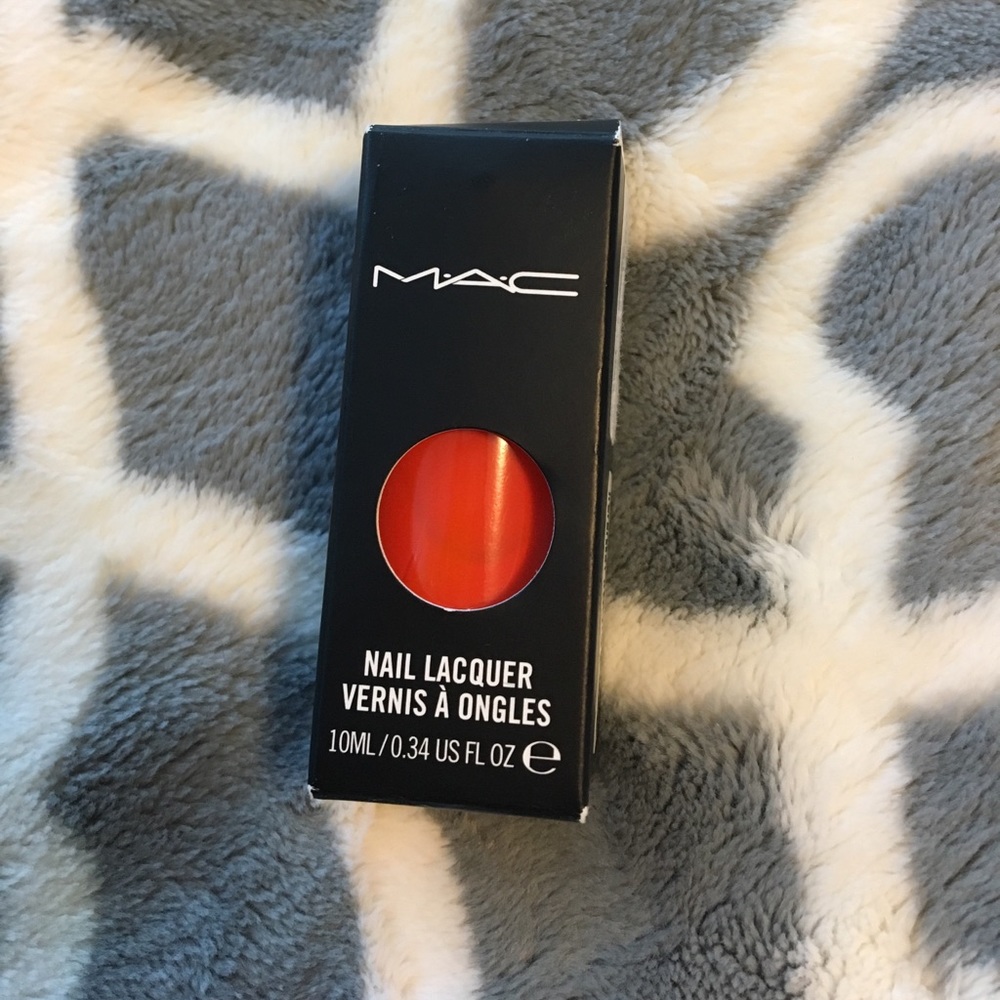 M·A·C
NAIL LACQUER
VERNIS À ONGLES
10ML / 0.34 US FL OZ ℮